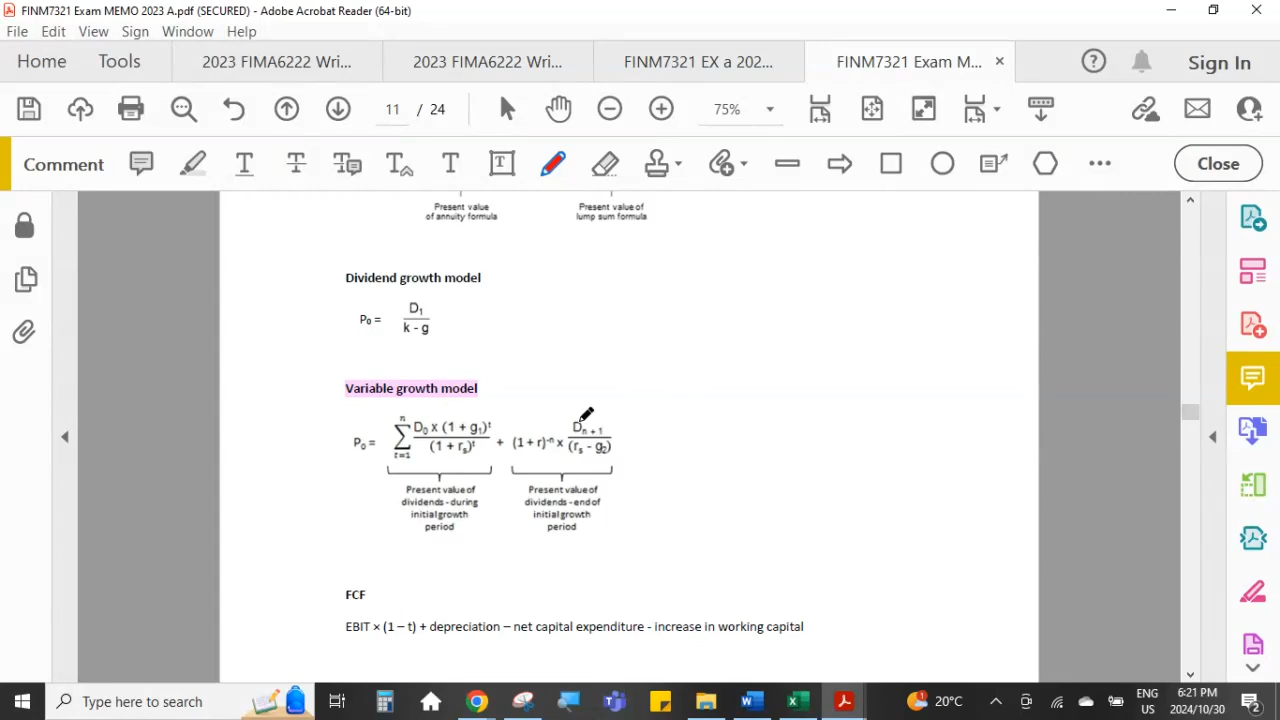 FINM7321 Exam MEMO 2023 A.pdf (SECURED) - Adobe Acrobat Reader (64-bit)
File Edit View Sign Window Help
Home Tools 2023 FIMA6222 Wri... 2023 FIMA6222 Wri... FINM7321 EX a 202... FINM7321 Exam M... × Sign In
11 / 24 75%
Comment Close
Present value of annuity formula
Present value of lump sum formula
Dividend growth model
P₀ = D₁ / k - g
Variable growth model
P₀ = n ∑ t=1 D₀ x (1 + g₁)ᵗ / (1 + rₛ)ᵗ + (1 + r)⁻ⁿ x Dₙ ₊ ₁ / (rₛ - g₂)
Present value of dividends - during initial growth period
Present value of dividends - end of initial growth period
FCF
EBIT × (1 – t) + depreciation – net capital expenditure - increase in working capital
Type here to search
20°C
ENG US
6:21 PM
2024/10/30
2